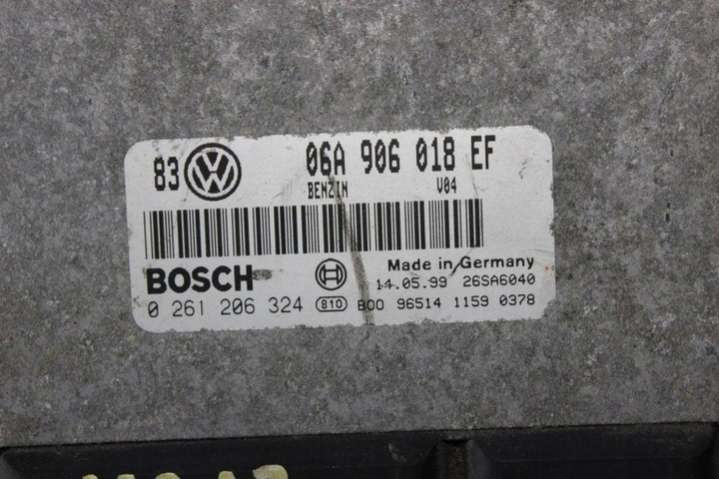 83 VW 06A 906 018 EF
BENZIN V04
BOSCH Made in Germany
14.05.99 26SA6040
0 261 206 324 810 B00 96514 1159 0378